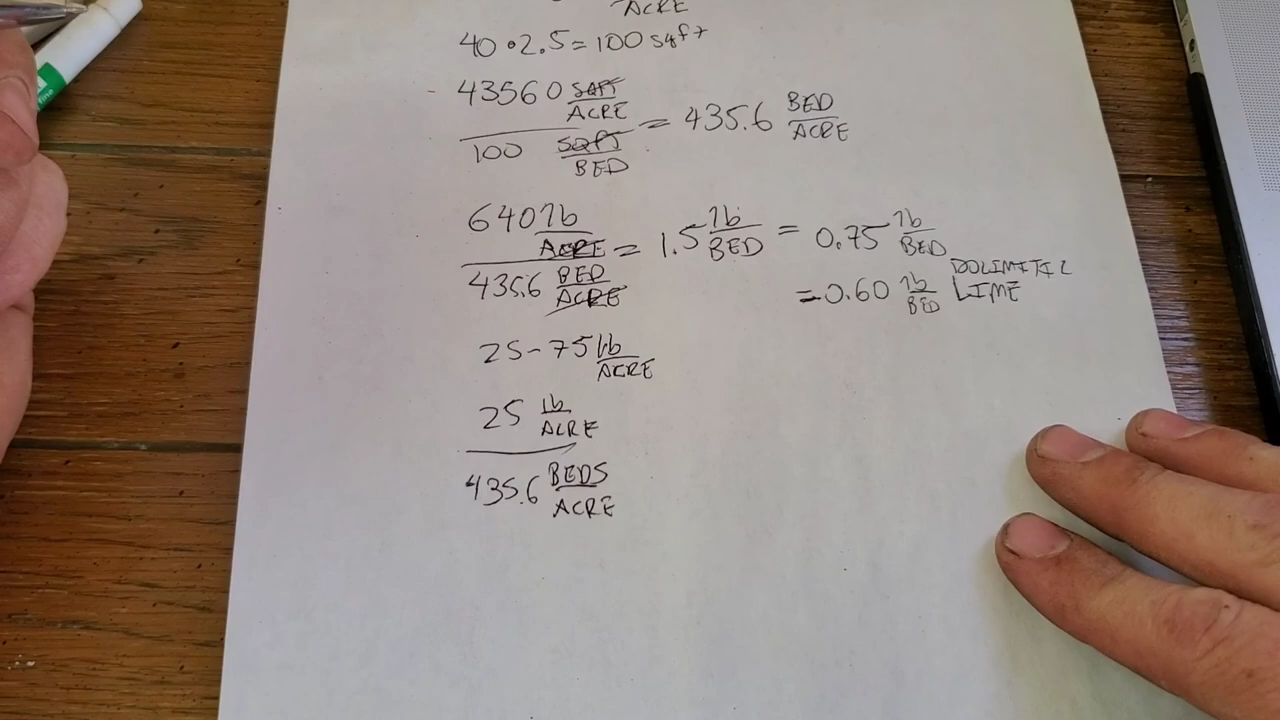 ACRE
40 • 2.5 = 100 sqft
43560 SQFT/ACRE
100 SQFT/BED
= 435.6 BED/ACRE
640 lb/ACRE
435.6 BED/ACRE
= 1.5 lb/BED = 0.75 lb/BED
= 0.60 lb/BED DOLIMITIC LIME
25-75 lb/ACRE
25 lb/ACRE
435.6 BEDS/ACRE
fine